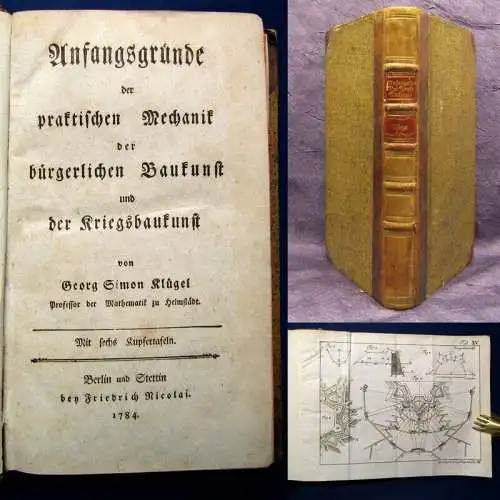 Anfangsgründe
der
praktischen Mechanik
der
bürgerlichen Baukunst
und
der Kriegsbaukunst
von
Georg Simon Klügel
Professor der Mathematik zu Helmstädt.
Mit sechs Kupfertafeln.
Berlin und Stettin
bey Friedrich Nicolai.
1784.